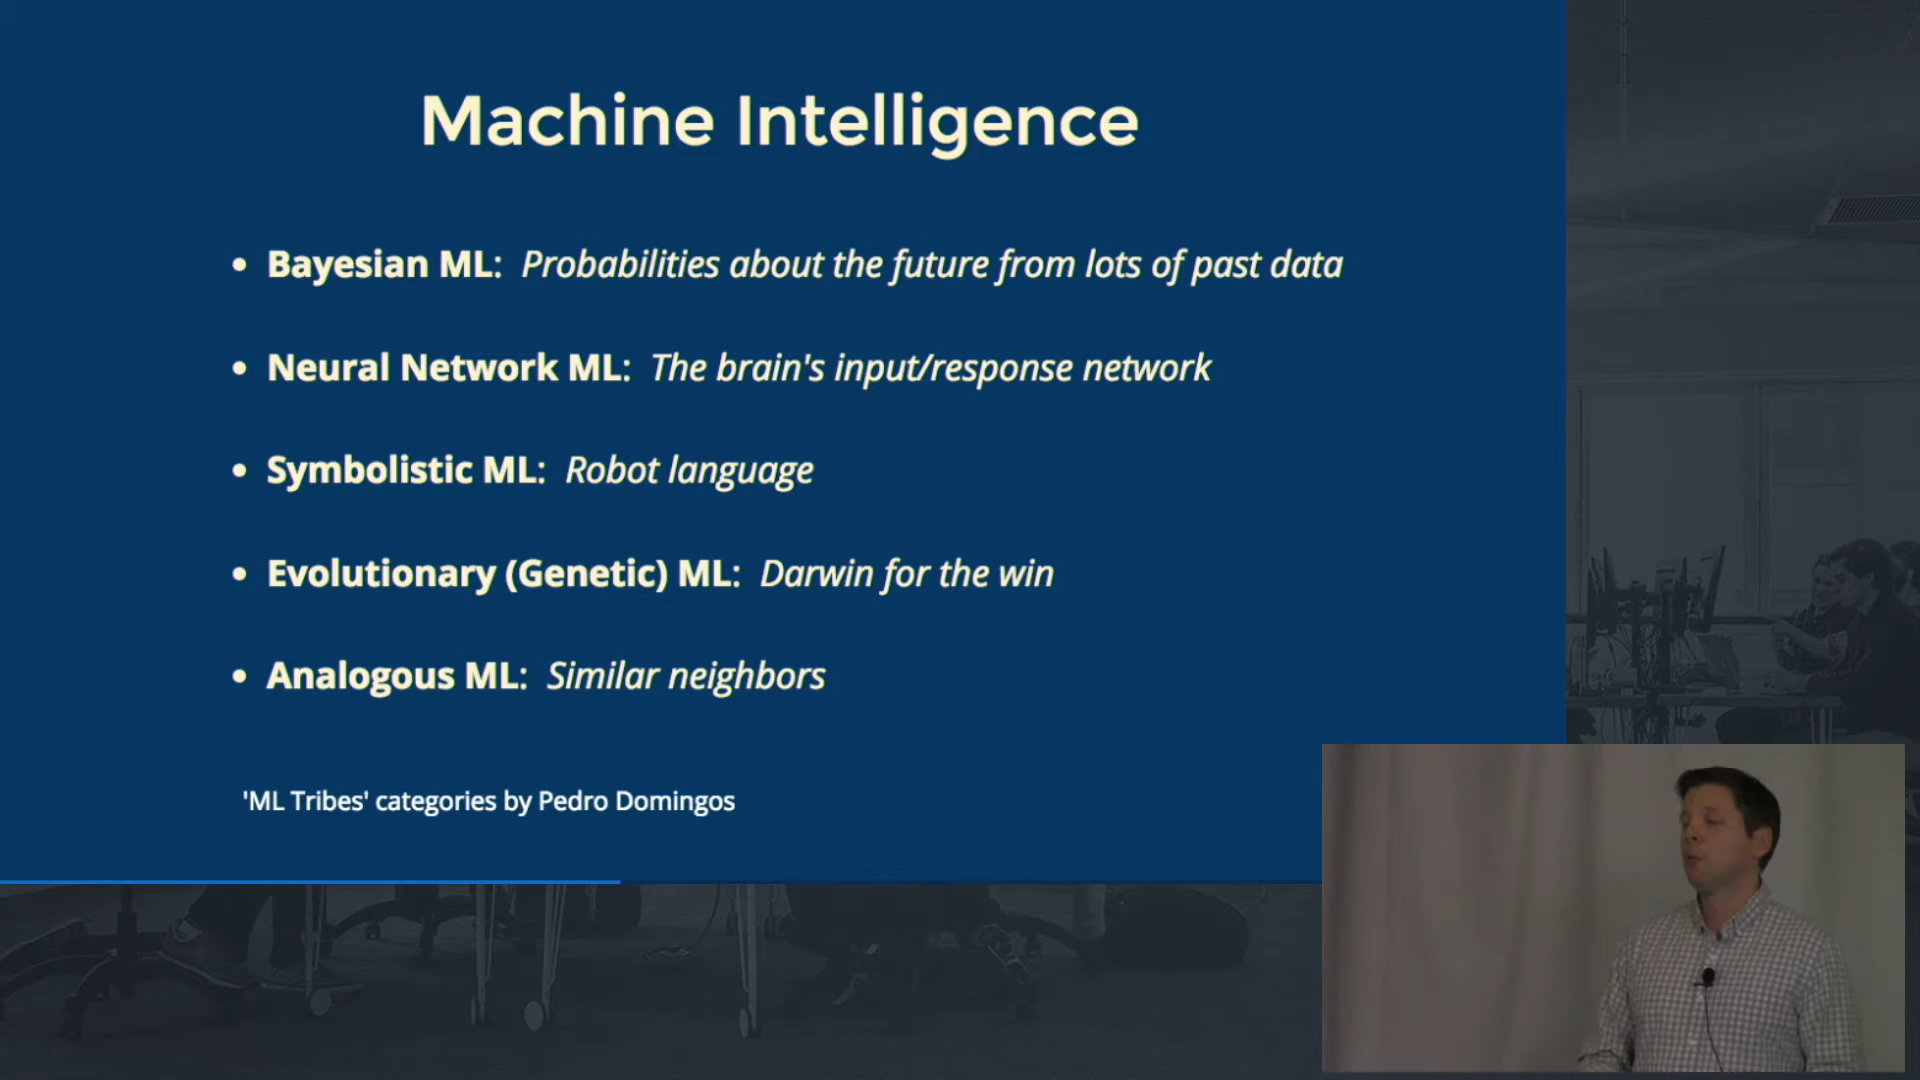 Machine Intelligence
• Bayesian ML: Probabilities about the future from lots of past data
• Neural Network ML: The brain's input/response network
• Symbolistic ML: Robot language
• Evolutionary (Genetic) ML: Darwin for the win
• Analogous ML: Similar neighbors
'ML Tribes' categories by Pedro Domingos